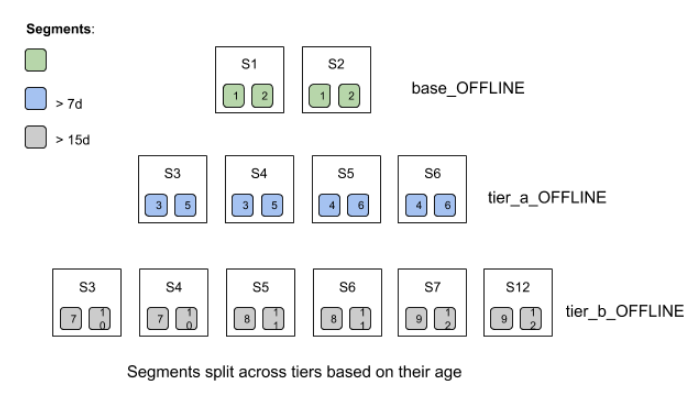 Segments:
> 7d
> 15d
S1 S2
1 2 1 2
base_OFFLINE
S3 S4 S5 S6
3 5 3 5 4 6 4 6
tier_a_OFFLINE
S3 S4 S5 S6 S7 S12
7 10 7 10 8 11 8 11 9 12 9 12
tier_b_OFFLINE
Segments split across tiers based on their age